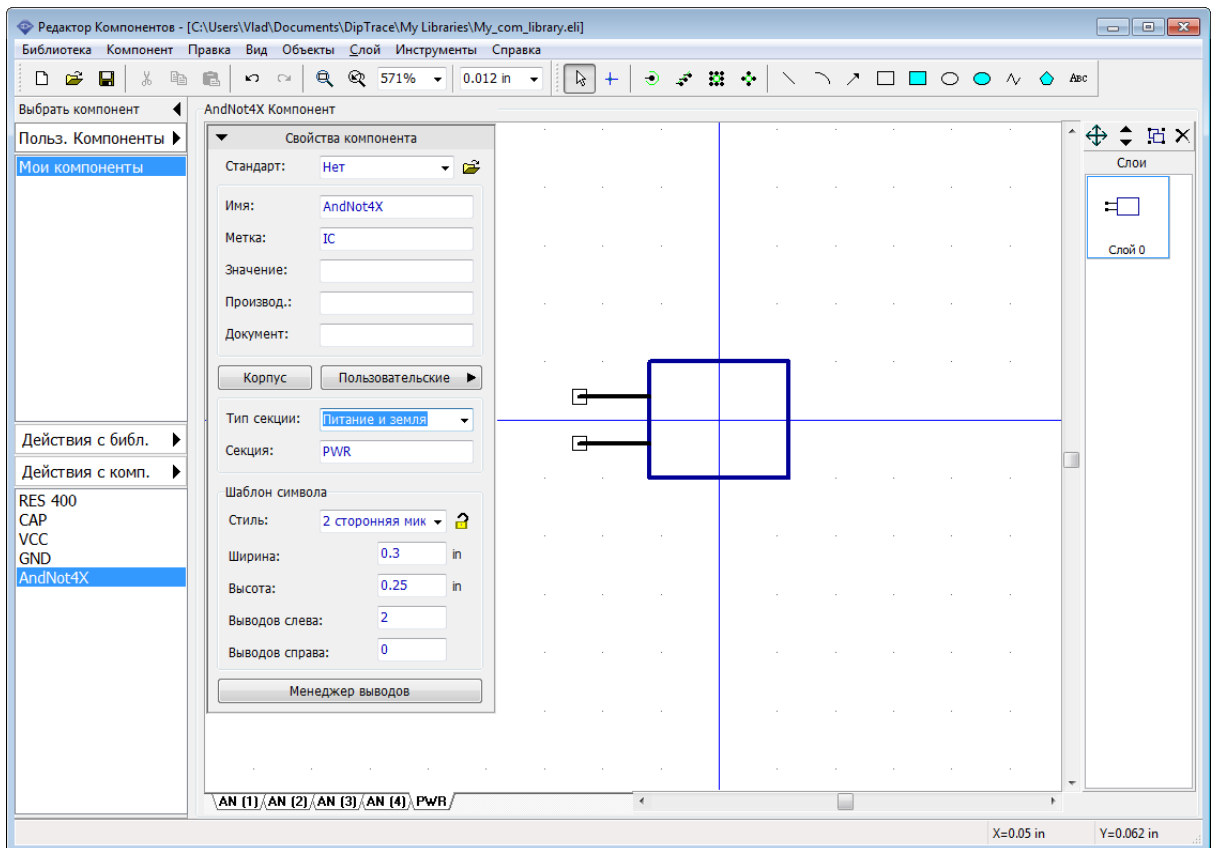 Редактор Компонентов - [C:\Users\Vlad\Documents\DipTrace\My Libraries\My_com_library.eli]
Библиотека Компонент Правка Вид Объекты Слой Инструменты Справка
571% 0.012 in ABC
Выбрать компонент
AndNot4X Компонент
Польз. Компоненты
Мои компоненты
Действия с библ.
Действия с комп.
RES 400
CAP
VCC
GND
AndNot4X
Свойства компонента
Стандарт: Нет
Имя: AndNot4X
Метка: IC
Значение:
Производ.:
Документ:
Корпус Пользовательские
Тип секции: Питание и земля
Секция: PWR
Шаблон символа
Стиль: 2 сторонняя мик
Ширина: 0.3 in
Высота: 0.25 in
Выводов слева: 2
Выводов справа: 0
Менеджер выводов
AN (1) AN (2) AN (3) AN (4) PWR
Слои
Слой 0
X=0.05 in Y=0.062 in